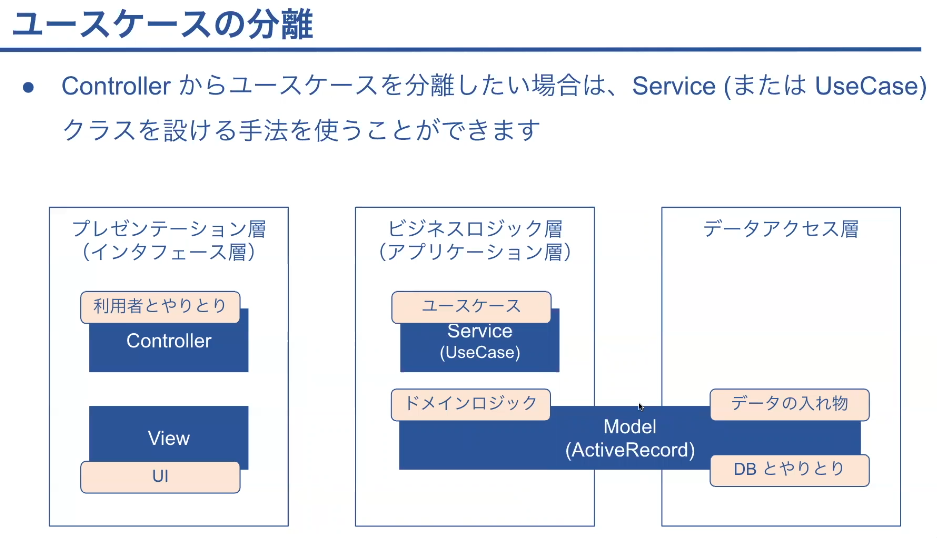 ユースケースの分離
● Controller からユースケースを分離したい場合は、Service (または UseCase)
クラスを設ける手法を使うことができます
プレゼンテーション層
（インタフェース層）
利用者とやりとり
Controller
View
UI
ビジネスロジック層
（アプリケーション層）
ユースケース
Service
(UseCase)
ドメインロジック
Model
(ActiveRecord)
データアクセス層
データの入れ物
DB とやりとり